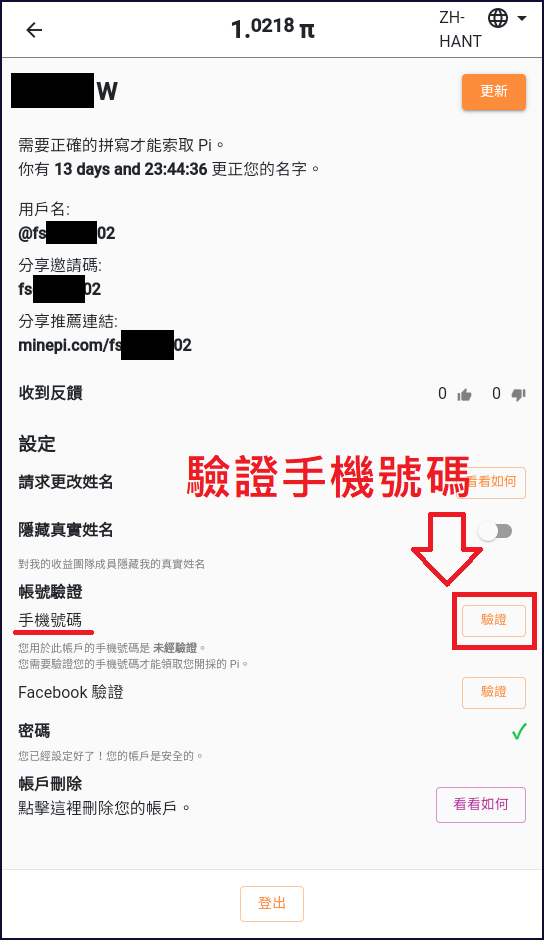 1.0218 π
ZH-
HANT
W
更新
需要正確的拼寫才能索取 Pi。
你有 13 days and 23:44:36 更正您的名字。
用戶名:
@fs 02
分享邀請碼:
fs 02
分享推薦連結:
minepi.com/fs 02
收到反饋
0
0
設定
驗證手機號碼
請求更改姓名
看看如何
隱藏真實姓名
對我的收益團隊成員隱藏我的真實姓名
帳號驗證
手機號碼
驗證
您用於此帳戶的手機號碼是 未經驗證。
您需要驗證您的手機號碼才能領取您開採的 Pi。
Facebook 驗證
驗證
密碼
您已經設定好了！您的帳戶是安全的。
帳戶刪除
點擊這裡刪除您的帳戶。
看看如何
登出